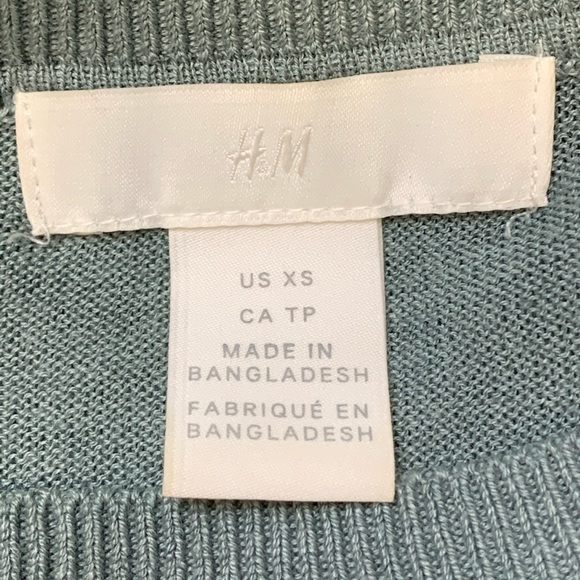 H&M
US XS
CA TP
MADE IN
BANGLADESH
FABRIQUÉ EN
BANGLADESH